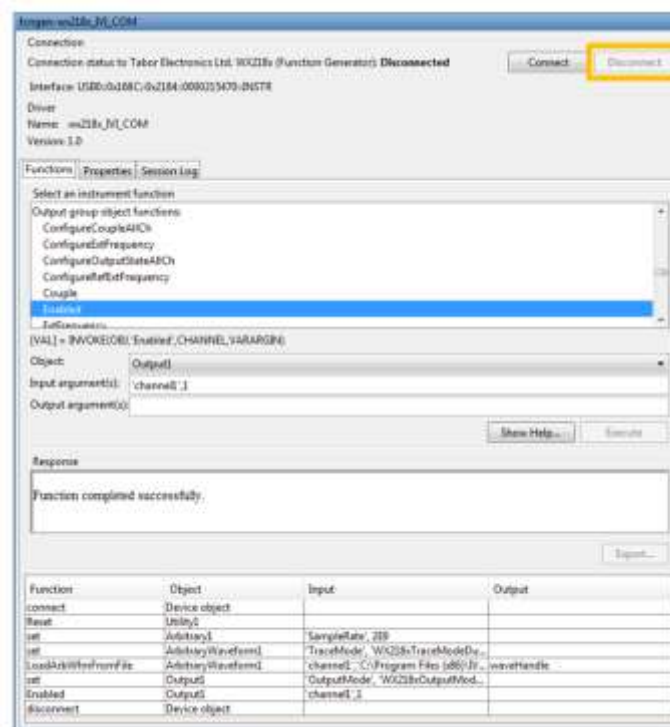 fcngen-wx218x_IVI_COM
Connection
Connection status to Tabor Electronics Ltd. WX218x (Function Generator): Disconnected
Connect
Disconnect
Interface: USB0::0x168C::0x2184::0000215470::INSTR
Driver
Name: wx218x_IVI_COM
Version: 1.0
Functions Properties Session Log
Select an instrument function
Output group object functions:
ConfigureCoupleAllCh
ConfigureExtFrequency
ConfigureOutputStateAllCh
ConfigureRefExtFrequency
Couple
Enabled
ExtFrequency
[VAL] = INVOKE(OBJ,'Enabled',CHANNEL,VARARGIN)
Object: Output1
Input argument(s): 'channel1',1
Output argument(s):
Show Help... Execute
Response
Function completed successfully.
Export...
Function Object Input Output
connect Device object
Reset Utility1
set Arbitrary1 'SampleRate', 2E9
set ArbitraryWaveform1 'TraceMode', 'WX218xTraceModeDu...
LoadArbWfmFromFile ArbitraryWaveform1 'channel1','C:\Program Files (x86)\IV... waveHandle
set Output1 'OutputMode', 'WX218xOutputMod...
Enabled Output1 'channel1',1
disconnect Device object